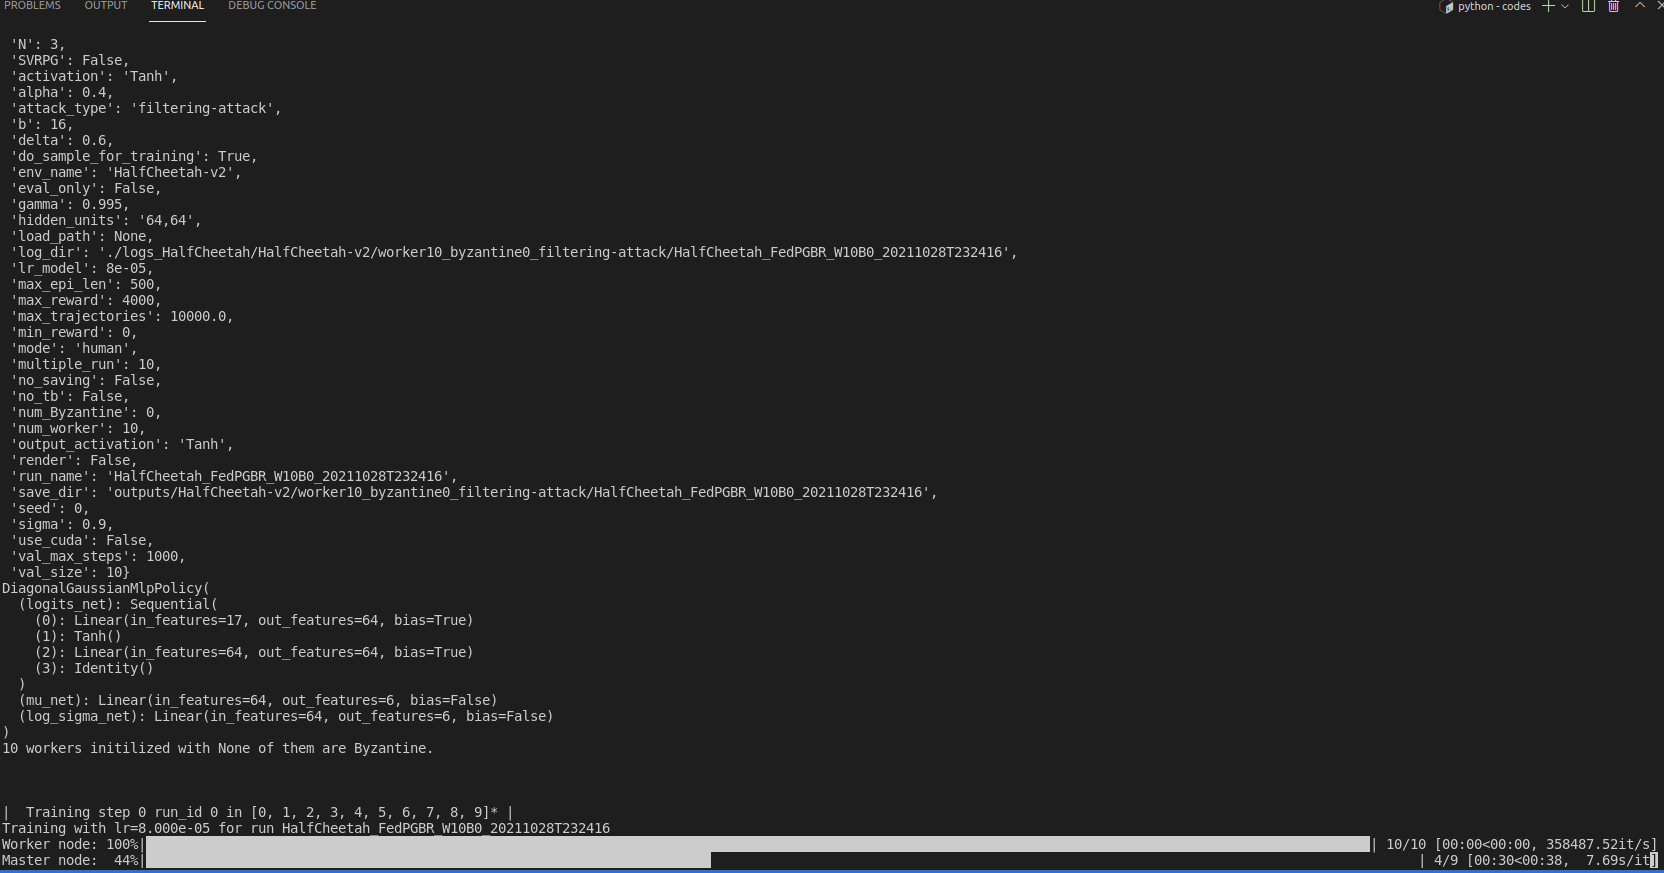 PROBLEMS OUTPUT TERMINAL DEBUG CONSOLE python - codes
'N': 3,
'SVRPG': False,
'activation': 'Tanh',
'alpha': 0.4,
'attack_type': 'filtering-attack',
'b': 16,
'delta': 0.6,
'do_sample_for_training': True,
'env_name': 'HalfCheetah-v2',
'eval_only': False,
'gamma': 0.995,
'hidden_units': '64,64',
'load_path': None,
'log_dir': './logs_HalfCheetah/HalfCheetah-v2/worker10_byzantine0_filtering-attack/HalfCheetah_FedPGBR_W10B0_20211028T232416',
'lr_model': 8e-05,
'max_epi_len': 500,
'max_reward': 4000,
'max_trajectories': 10000.0,
'min_reward': 0,
'mode': 'human',
'multiple_run': 10,
'no_saving': False,
'no_tb': False,
'num_Byzantine': 0,
'num_worker': 10,
'output_activation': 'Tanh',
'render': False,
'run_name': 'HalfCheetah_FedPGBR_W10B0_20211028T232416',
'save_dir': 'outputs/HalfCheetah-v2/worker10_byzantine0_filtering-attack/HalfCheetah_FedPGBR_W10B0_20211028T232416',
'seed': 0,
'sigma': 0.9,
'use_cuda': False,
'val_max_steps': 1000,
'val_size': 10}
DiagonalGaussianMlpPolicy(
(logits_net): Sequential(
(0): Linear(in_features=17, out_features=64, bias=True)
(1): Tanh()
(2): Linear(in_features=64, out_features=64, bias=True)
(3): Identity()
)
(mu_net): Linear(in_features=64, out_features=6, bias=False)
(log_sigma_net): Linear(in_features=64, out_features=6, bias=False)
)
10 workers initilized with None of them are Byzantine.
| Training step 0 run_id 0 in [0, 1, 2, 3, 4, 5, 6, 7, 8, 9]* |
Training with lr=8.000e-05 for run HalfCheetah_FedPGBR_W10B0_20211028T232416
Worker node: 100%| | 10/10 [00:00<00:00, 358487.52it/s]
Master node: 44%| | 4/9 [00:30<00:38, 7.69s/it]